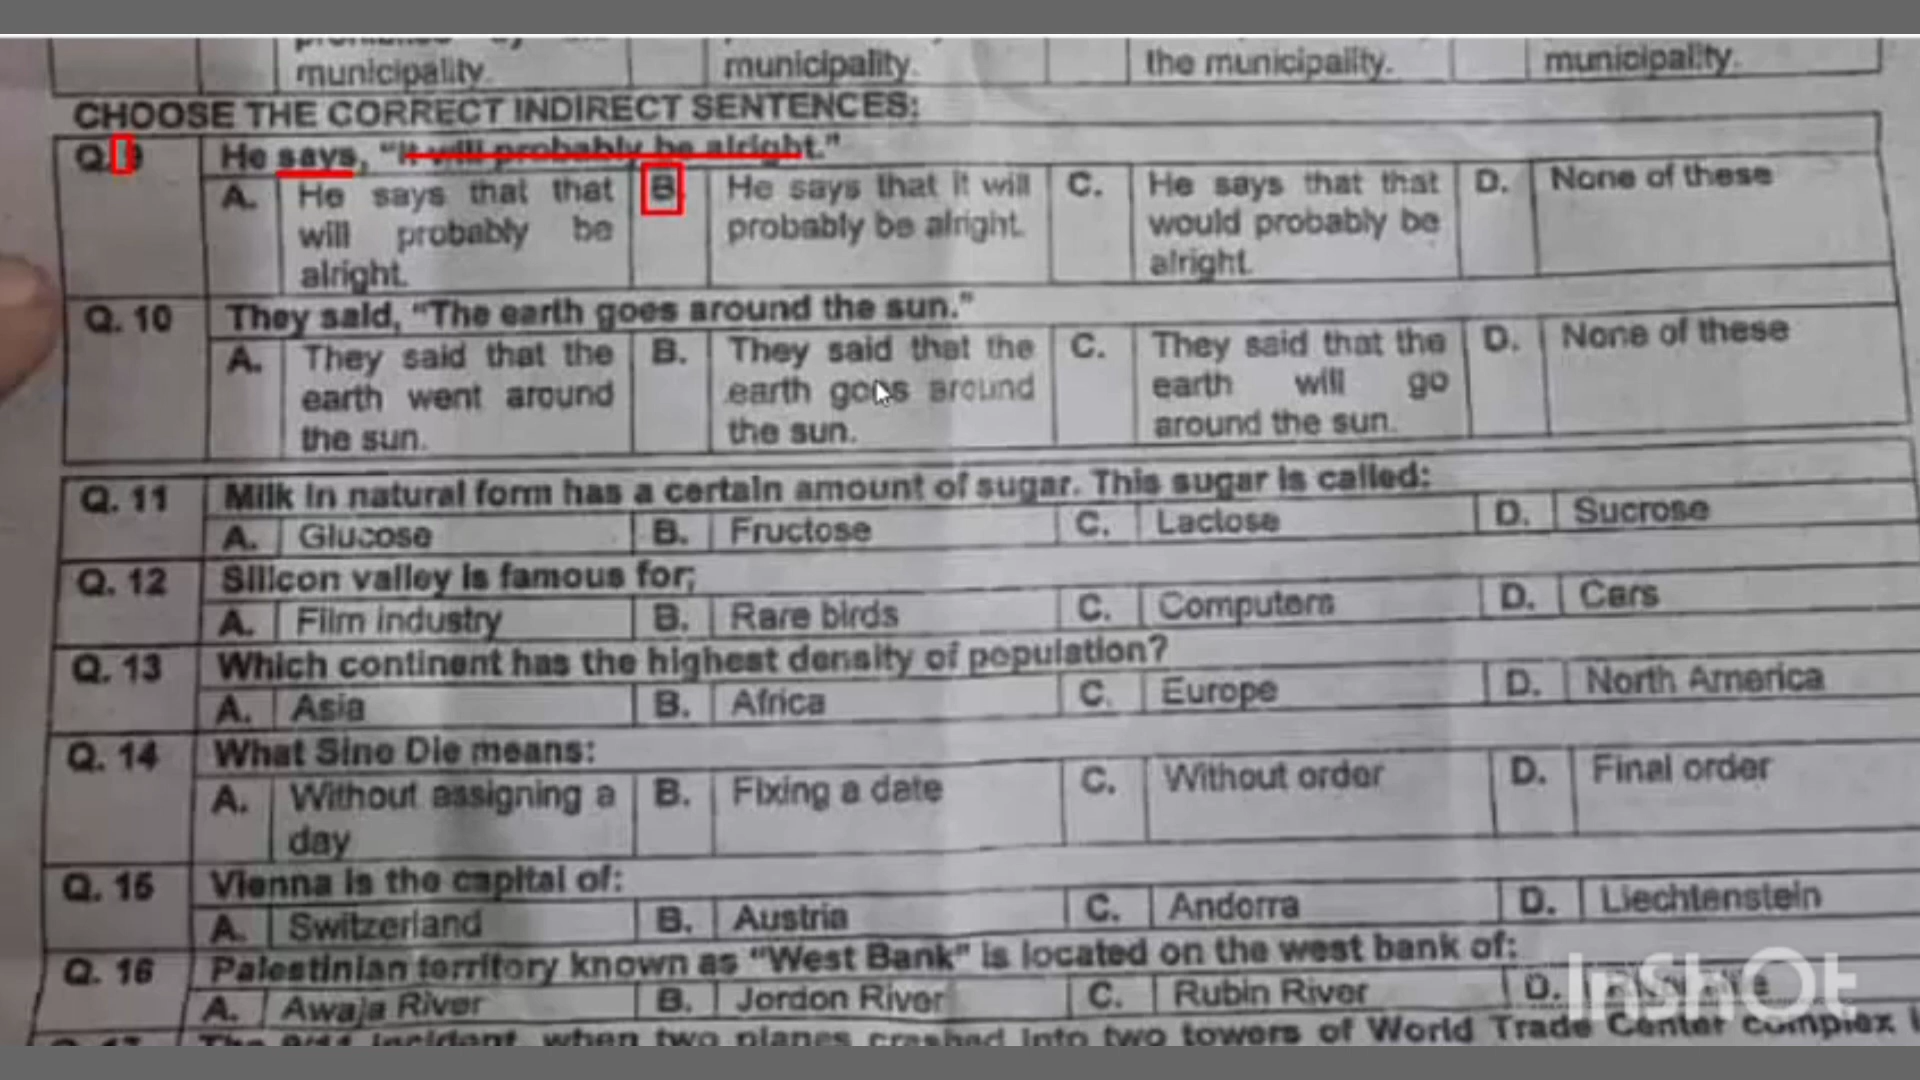 municipality.
municipality.
the municipality.
municipality.
CHOOSE THE CORRECT INDIRECT SENTENCES:
Q. 9 He says, "It will probably be alright."
A. He says that that will probably be alright.
B. He says that it will probably be alright.
C. He says that that would probably be alright.
D. None of these
Q. 10 They said, "The earth goes around the sun."
A. They said that the earth went around the sun.
B. They said that the earth goes around the sun.
C. They said that the earth will go around the sun.
D. None of these
Q. 11 Milk in natural form has a certain amount of sugar. This sugar is called:
A. Glucose B. Fructose C. Lactose D. Sucrose
Q. 12 Silicon valley is famous for;
A. Film industry B. Rare birds C. Computers D. Cars
Q. 13 Which continent has the highest density of population?
A. Asia B. Africa C. Europe D. North America
Q. 14 What Sine Die means:
A. Without assigning a day B. Fixing a date C. Without order D. Final order
Q. 15 Vienna is the capital of:
A. Switzerland B. Austria C. Andorra D. Liechtenstein
Q. 16 Palestinian territory known as "West Bank" is located on the west bank of:
A. Awaja River B. Jordon River C. Rubin River D.
The 9/11 incident, when two planes crashed into two towers of World Trade Center complex
InShOt